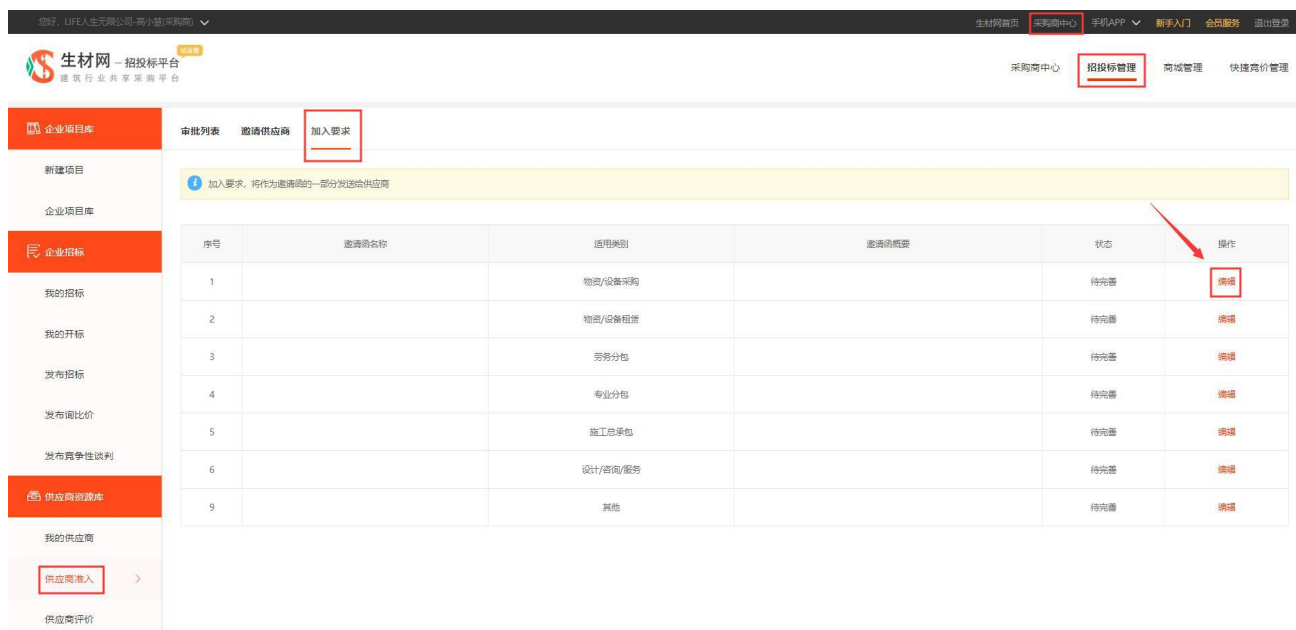 您好，LIFE人生无限公司-高小慧(采购商)
生材网首页 采购商中心 手机APP 新手入门 会员服务 退出登录
生材网 - 招投标平台 试运营
建筑行业共享采购平台
采购商中心 招投标管理 商城管理 快捷竞价管理
企业项目库
新建项目
企业项目库
企业招标
我的招标
我的开标
发布招标
发布询比价
发布竞争性谈判
供应商资源库
我的供应商
供应商准入
供应商评价
审批列表 邀请供应商 加入要求
加入要求，将作为邀请函的一部分发送给供应商
序号 邀请函名称 适用类别 邀请函概要 状态 操作
1 物资/设备采购 待完善 编辑
2 物资/设备租赁 待完善 编辑
3 劳务分包 待完善 编辑
4 专业分包 待完善 编辑
5 施工总承包 待完善 编辑
6 设计/咨询/服务 待完善 编辑
9 其他 待完善 编辑